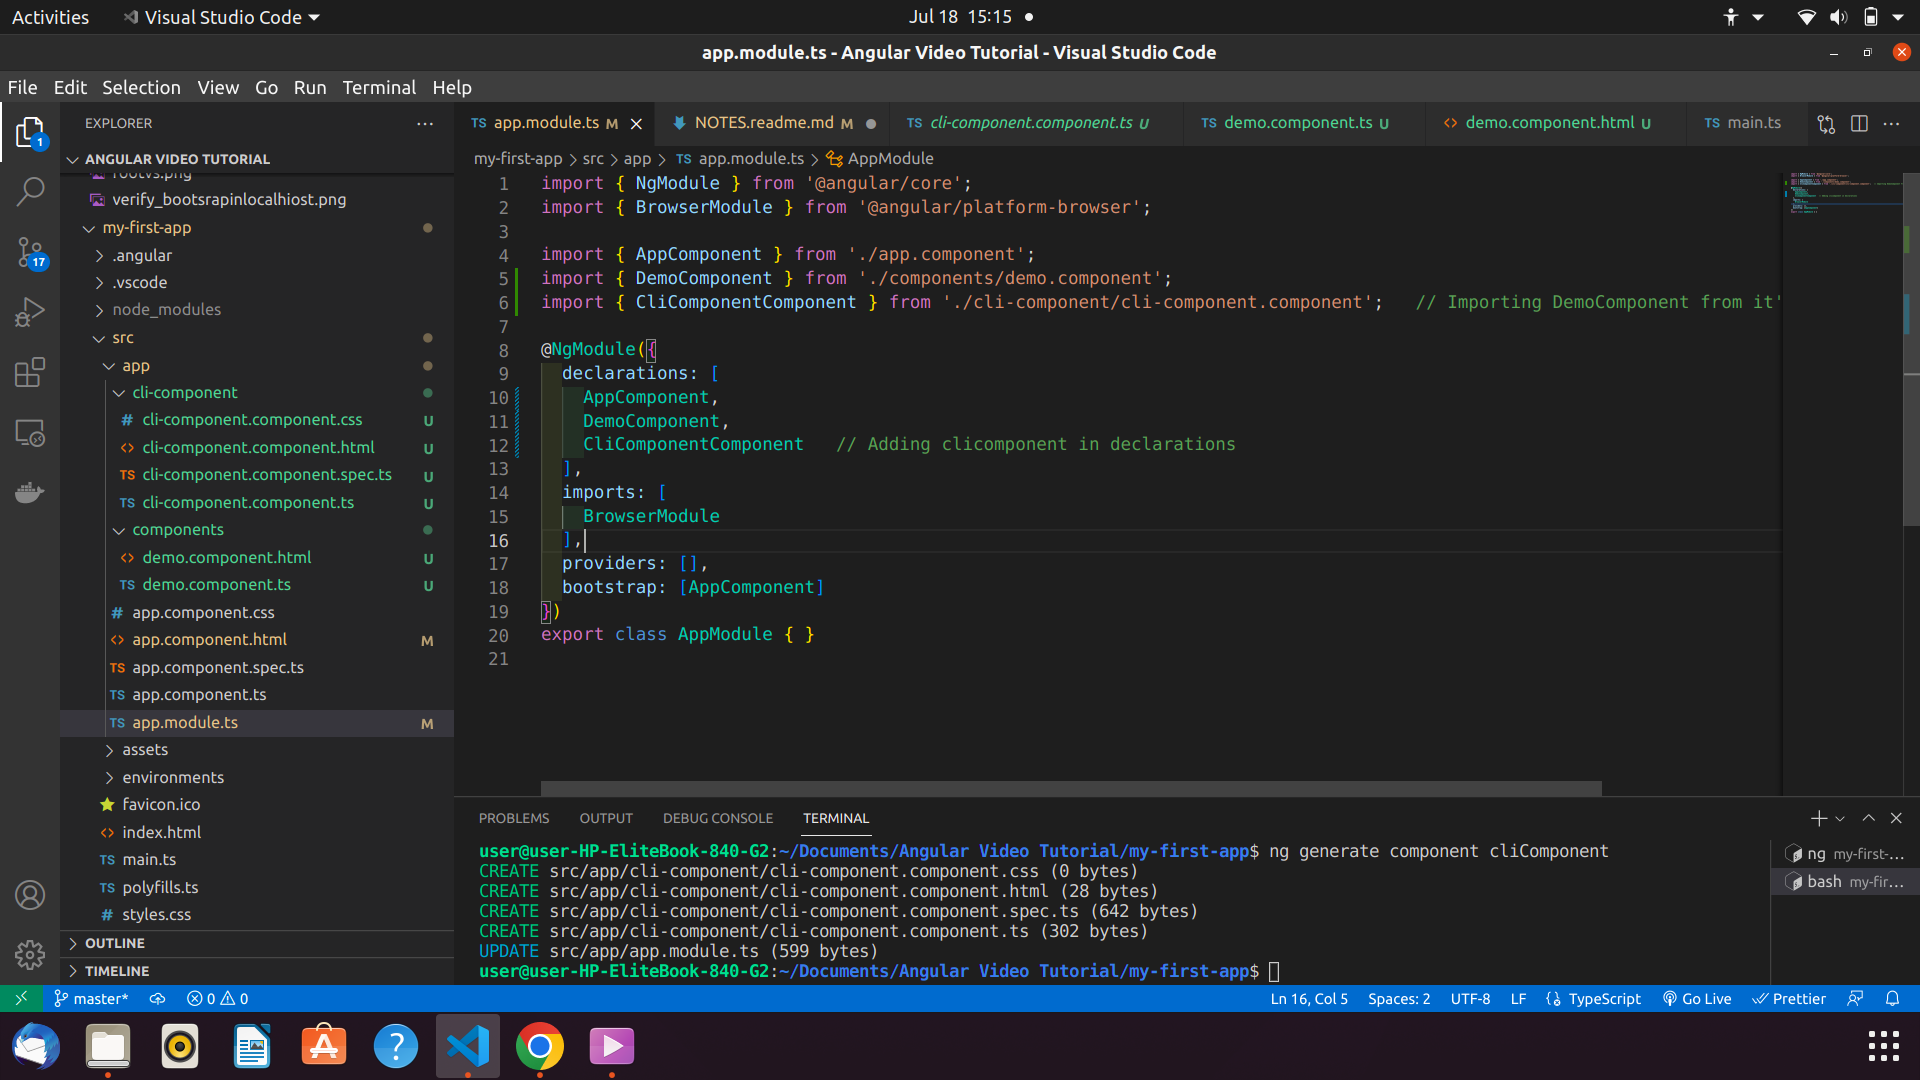 Activities Visual Studio Code Jul 18 15:15
app.module.ts - Angular Video Tutorial - Visual Studio Code
File Edit Selection View Go Run Terminal Help
1
17
EXPLORER
ANGULAR VIDEO TUTORIAL
rootvs.png
verify_bootsrapinlocalhiost.png
my-first-app
.angular
.vscode
node_modules
src
app
cli-component
# cli-component.component.css U
<> cli-component.component.html U
TS cli-component.component.spec.ts U
TS cli-component.component.ts U
components
<> demo.component.html U
TS demo.component.ts U
# app.component.css
<> app.component.html M
TS app.component.spec.ts
TS app.component.ts
TS app.module.ts M
assets
environments
favicon.ico
<> index.html
TS main.ts
TS polyfills.ts
# styles.css
OUTLINE
TIMELINE
TS app.module.ts M NOTES.readme.md M TS cli-component.component.ts U TS demo.component.ts U <> demo.component.html U TS main.ts
my-first-app > src > app > TS app.module.ts > AppModule
1 import { NgModule } from '@angular/core';
2 import { BrowserModule } from '@angular/platform-browser';
3
4 import { AppComponent } from './app.component';
5 import { DemoComponent } from './components/demo.component';
6 import { CliComponentComponent } from './cli-component/cli-component.component'; // Importing DemoComponent from it'
7
8 @NgModule({
9 declarations: [
10 AppComponent,
11 DemoComponent,
12 CliComponentComponent // Adding clicomponent in declarations
13 ],
14 imports: [
15 BrowserModule
16 ],
17 providers: [],
18 bootstrap: [AppComponent]
19 })
20 export class AppModule { }
21
PROBLEMS OUTPUT DEBUG CONSOLE TERMINAL
user@user-HP-EliteBook-840-G2:~/Documents/Angular Video Tutorial/my-first-app$ ng generate component cliComponent
CREATE src/app/cli-component/cli-component.component.css (0 bytes)
CREATE src/app/cli-component/cli-component.component.html (28 bytes)
CREATE src/app/cli-component/cli-component.component.spec.ts (642 bytes)
CREATE src/app/cli-component/cli-component.component.ts (302 bytes)
UPDATE src/app/app.module.ts (599 bytes)
user@user-HP-EliteBook-840-G2:~/Documents/Angular Video Tutorial/my-first-app$
ng my-first-...
bash my-fir...
master* 0 0 Ln 16, Col 5 Spaces: 2 UTF-8 LF TypeScript Go Live Prettier